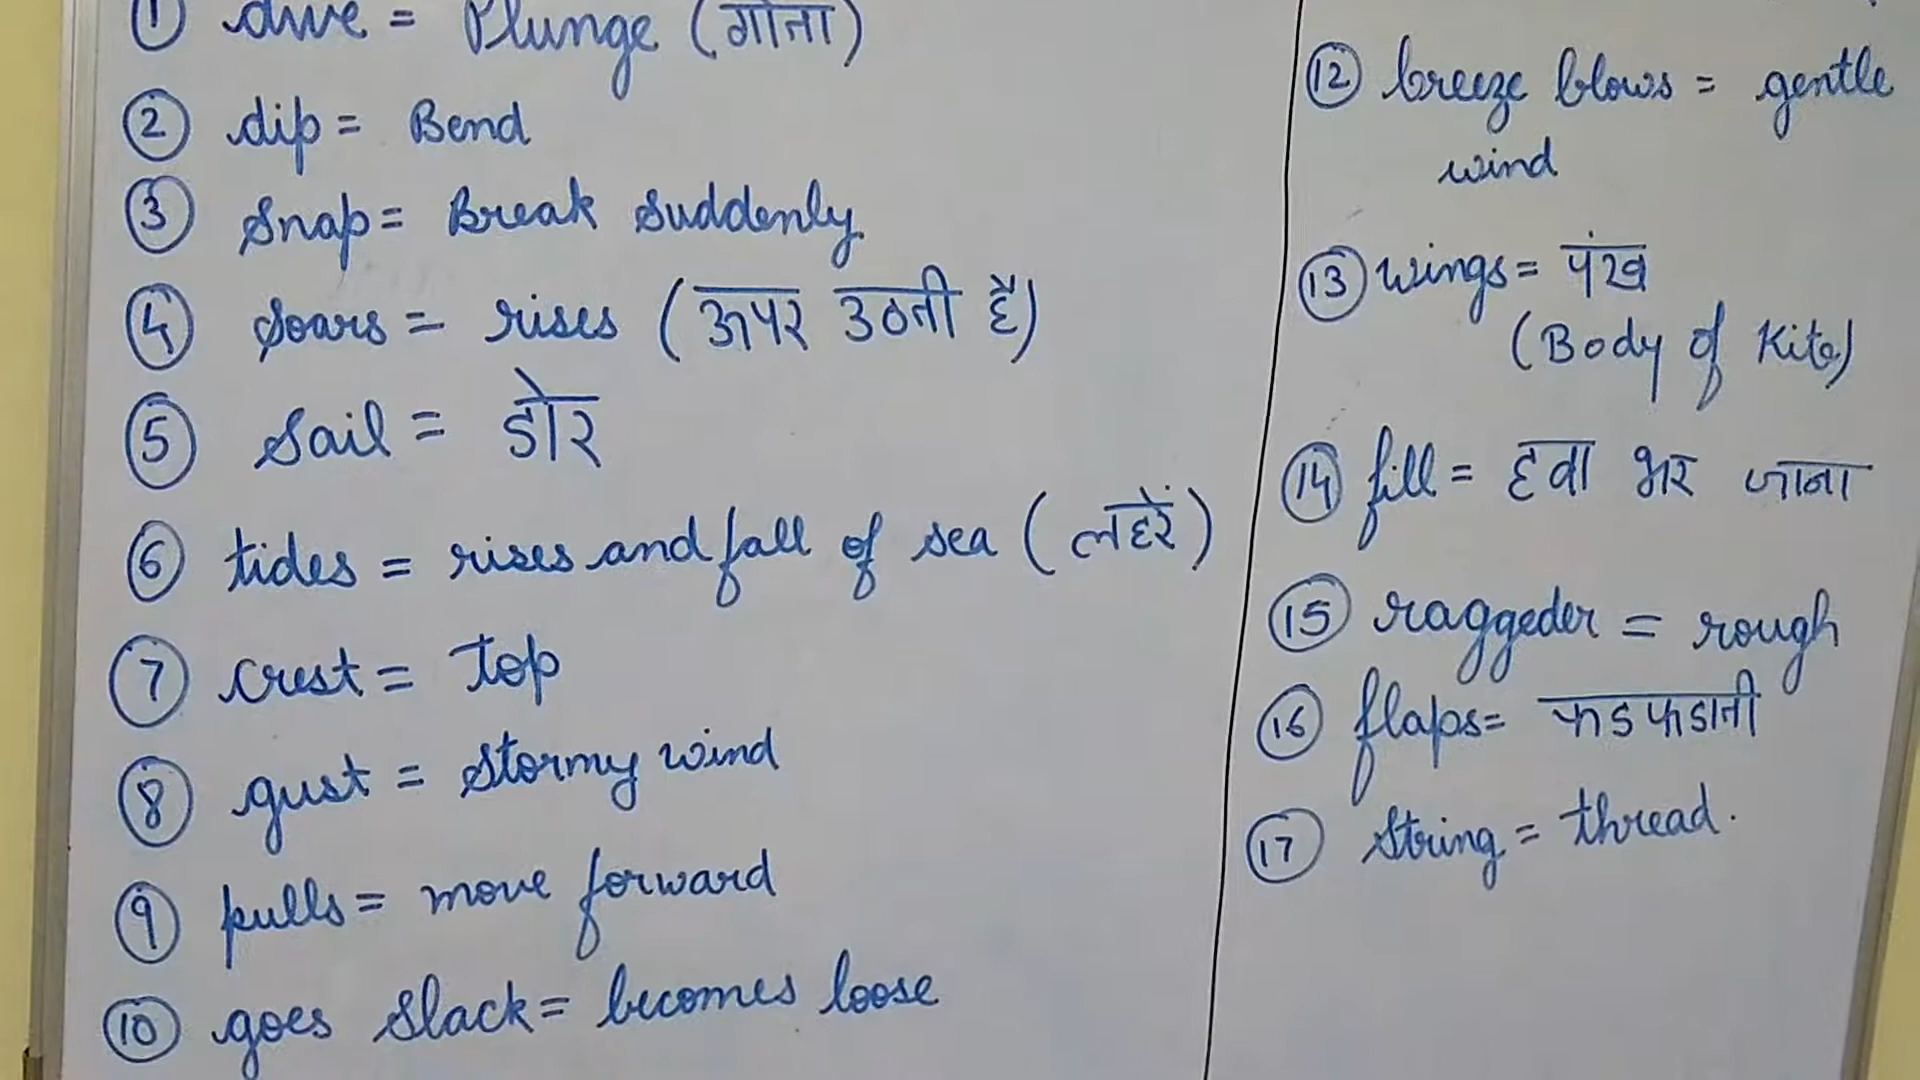 ① dive = Plunge (गोता)
② dip = Bend
③ Snap = Break Suddenly
④ Soars = rises (ऊपर उठती है)
⑤ Sail = डोर
⑥ tides = rises and fall of sea (लहरें)
⑦ crest = Top
⑧ gust = Stormy wind
⑨ pulls = move forward
⑩ goes Slack = becomes loose
⑫ breeze blows = gentle
wind
⑬ wings = पंख
(Body of Kite)
⑭ fill = हवा भर जाना
⑮ raggeder = rough
⑯ flaps = फडफडाती
⑰ String = thread.